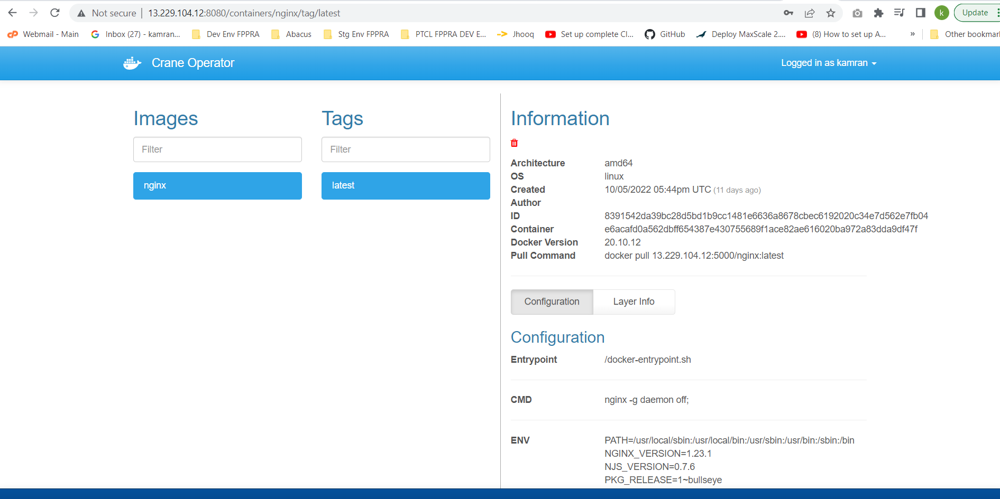 Not secure | 13.229.104.12:8080/containers/nginx/tag/latest
k
Update
Webmail - Main
Inbox (27) - kamran...
Dev Env FPPRA
Abacus
Stg Env FPPRA
PTCL FPPRA DEV E...
Jhooq
Set up complete CI...
GitHub
Deploy MaxScale 2....
(8) How to set up A...
»
Other bookmar
Crane Operator
Logged in as kamran
Images
Filter
nginx
Tags
Filter
latest
Information
Architecture amd64
OS linux
Created 10/05/2022 05:44pm UTC (11 days ago)
Author
ID 8391542da39bc28d5bd1b9cc1481e6636a8678cbec6192020c34e7d562e7fb04
Container e6acafd0a562dbff654387e430755689f1ace82ae616020ba972a83dda9df47f
Docker Version 20.10.12
Pull Command docker pull 13.229.104.12:5000/nginx:latest
Configuration
Layer Info
Configuration
Entrypoint /docker-entrypoint.sh
CMD nginx -g daemon off;
ENV PATH=/usr/local/sbin:/usr/local/bin:/usr/sbin:/usr/bin:/sbin:/bin
NGINX_VERSION=1.23.1
NJS_VERSION=0.7.6
PKG_RELEASE=1~bullseye